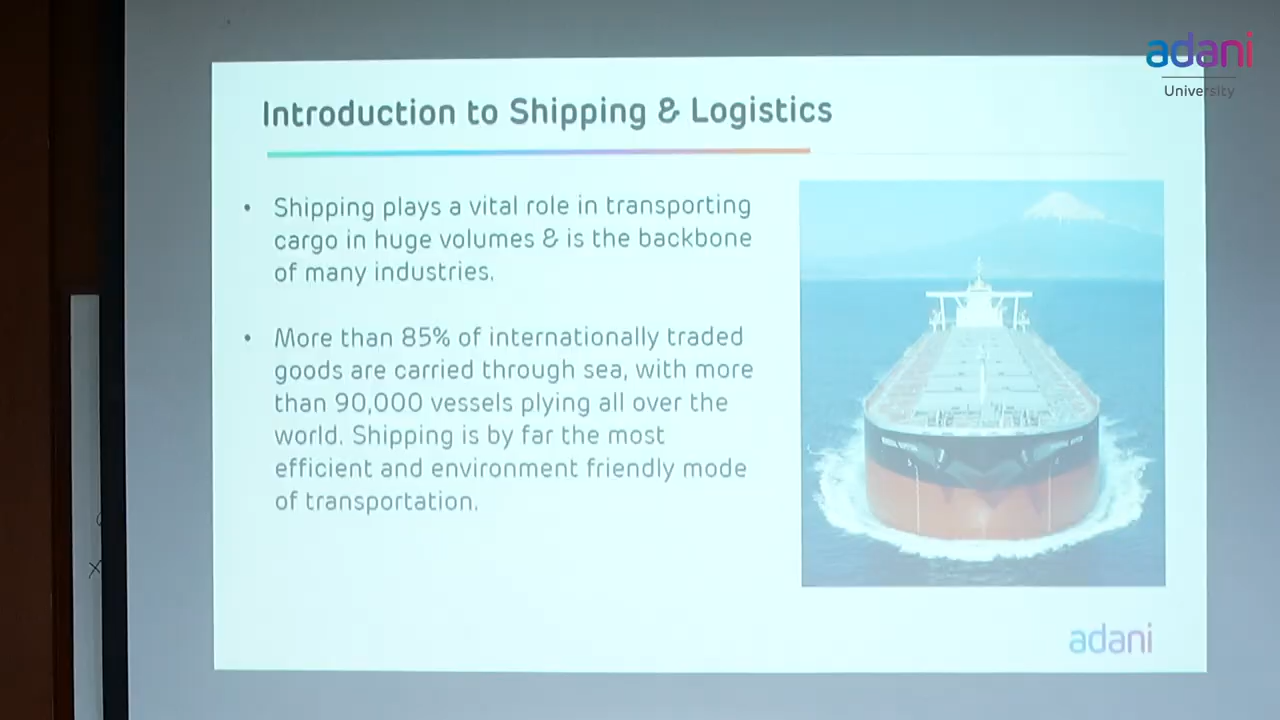 adani
University
Introduction to Shipping & Logistics
• Shipping plays a vital role in transporting
cargo in huge volumes & is the backbone
of many industries.
• More than 85% of internationally traded
goods are carried through sea, with more
than 90,000 vessels plying all over the
world. Shipping is by far the most
efficient and environment friendly mode
of transportation.
adani